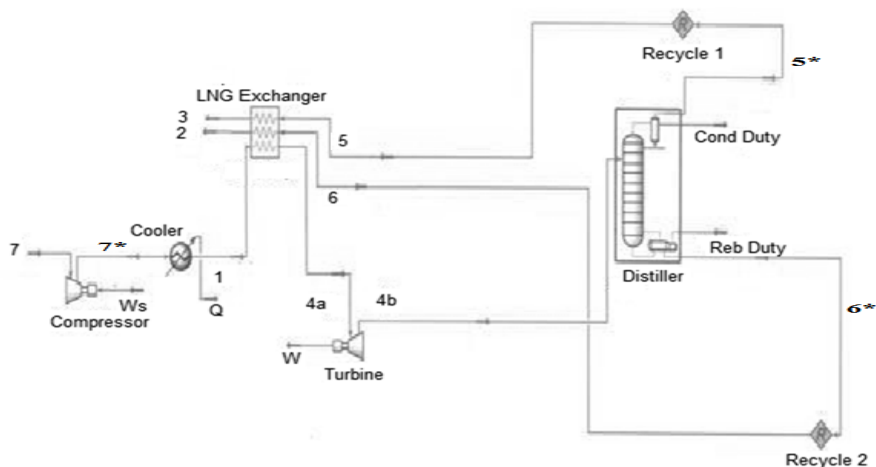 Recycle 1
5*
LNG Exchanger
3
2
5
Cond Duty
6
Cooler
7
7*
Reb Duty
1
Distiller
Ws
Q
4a
4b
Compressor
6*
W
Turbine
R
R
Recycle 2